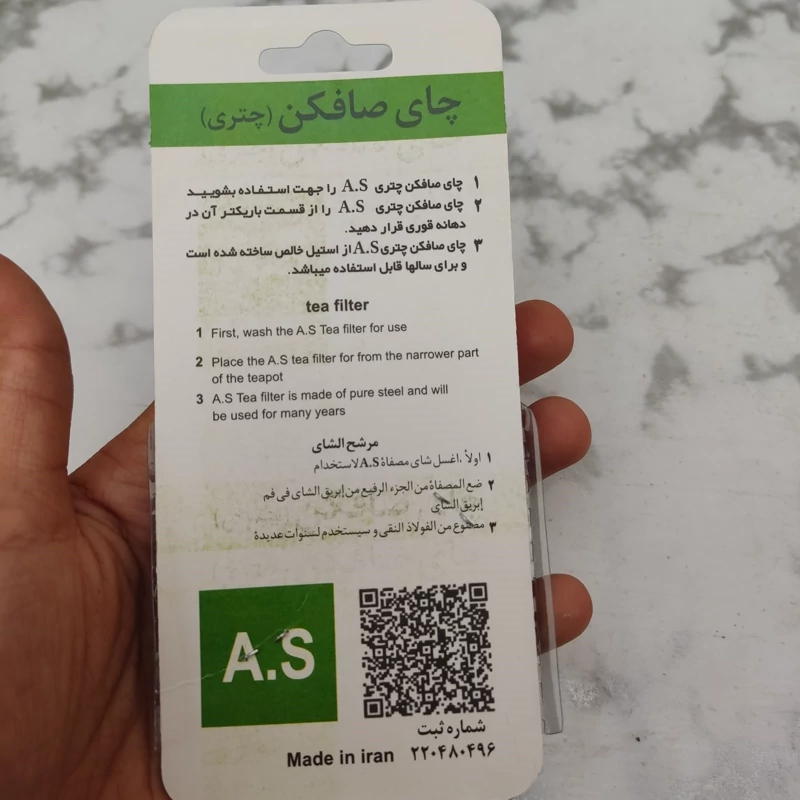 چای صافکن (چتری)
۱ چای صافکن چتری A.S را جهت استفاده بشویید
۲ چای صافکن چتری A.S را از قسمت باریکتر آن در
دهانه قوری قرار دهید.
۳ چای صافکن چتری A.S از استیل خالص ساخته شده است
و برای سالها قابل استفاده میباشد.
tea filter
1 First, wash the A.S Tea filter for use
2 Place the A.S tea filter for from the narrower part
of the teapot
3 A.S Tea filter is made of pure steel and will
be used for many years
مرشح الشاي
۱ اولاً ،اغسل شاي مصفاة A.S لاستخدام
۲ ضع المصفاة من الجزء الرفيع من إبريق الشاي في فم
إبريق الشاي
۳ مصنوع من الفولاذ النقي و سيستخدم لسنوات عديدة
A.S
شماره ثبت
Made in iran ۲۲۰۴۸۰۴۹۶